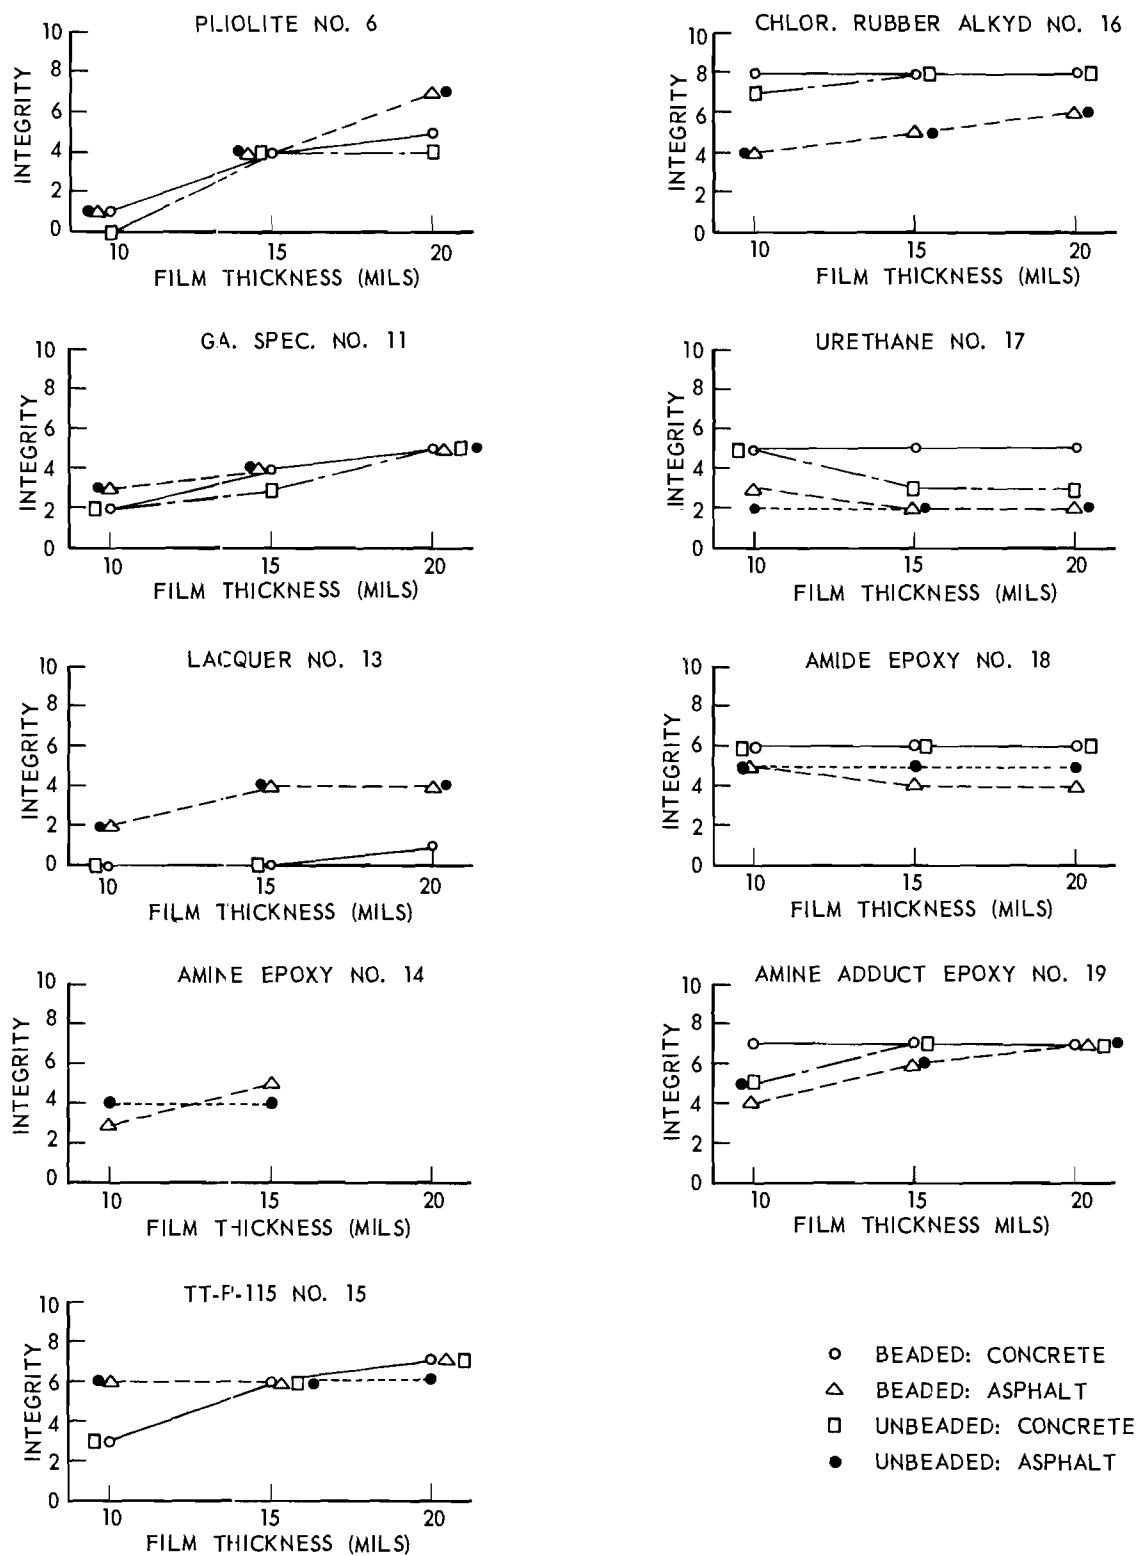 PLIOLITE NO. 6
10
8
6
4
2
0
INTEGRITY
10 15 20
FILM THICKNESS (MILS)
CHLOR. RUBBER ALKYD NO. 16
10
8
6
4
2
0
INTEGRITY
10 15 20
FILM THICKNESS (MILS)
GA. SPEC. NO. 11
10
8
6
4
2
0
INTEGRITY
10 15 20
FILM THICKNESS (MILS)
URETHANE NO. 17
10
8
6
4
2
0
INTEGRITY
10 15 20
FILM THICKNESS (MILS)
LACQUER NO. 13
10
8
6
4
2
0
INTEGRITY
10 15 20
FILM THICKNESS (MILS)
AMIDE EPOXY NO. 18
10
8
6
4
2
0
INTEGRITY
10 15 20
FILM THICKNESS (MILS)
AMINE EPOXY NO. 14
10
8
6
4
2
0
INTEGRITY
10 15 20
FILM THICKNESS (MILS)
AMINE ADDUCT EPOXY NO. 19
10
8
6
4
2
0
INTEGRITY
10 15 20
FILM THICKNESS MILS)
TT-P-115 NO. 15
10
8
6
4
2
0
INTEGRITY
10 15 20
FILM THICKNESS (MILS)
BEADED: CONCRETE
BEADED: ASPHALT
UNBEADED: CONCRETE
UNBEADED: ASPHALT